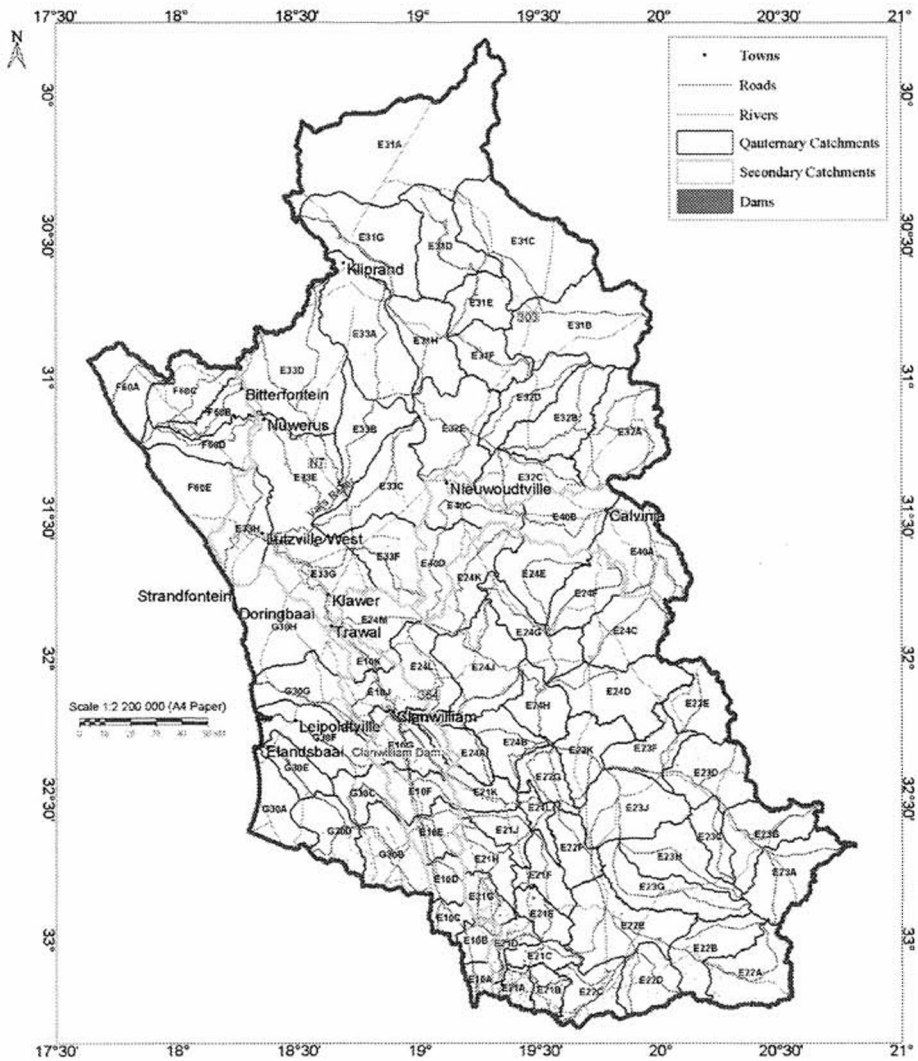 17°30' 18° 18°30' 19° 19°30' 20° 20°30' 21°
N
Towns
Roads
Rivers
Qauternary Catchments
Secondary Catchments
Dams
30°
30°
30°30'
30°30'
31°
31°
31°30'
31°30'
32°
32°
32°30'
32°30'
33°
33°
E31A
E31G
E31D
E31C
Kliprand
E31E
303
E31B
E33A
E31H
E31F
F60A
F60C
E33D
Bitterfontein
F60B
Nuwerus
F60D
E33B
E32E
E32D
E32B
E32A
N7
E33E
F60E
E33C
Nieuwoudtville
E32C
E40C
E40B
Calvinia
E33H
Lutzville West
E33F
E40D
E24K
E24E
E40A
E33G
E24F
Strandfontein
Klawer
Doringbaai
G30H
E24M
Trawal
E24G
E24C
E10K
E24L
E24J
G30G
E10J
364
E24H
E24D
E23E
Scale 1:2 200 000 (A4 Paper)
Clanwilliam
Leipoldtville
G30F
E10G
E24B
E22K
E23F
Elandsbaai
Clanwilliam Dam
E24A
G30E
E22G
E23D
G30A
G30C
E10F
E21K
E23J
G30D
E10E
E21J
E23C
E23B
G30B
E21H
E22F
E23H
E23A
E10D
E21F
E23G
E21G
E10C
E21E
E22E
E10B
E21D
E21C
E22B
E10A
E21A
E21B
E22C
E22D
E22A
17°30' 18° 18°30' 19° 19°30' 20° 20°30' 21°